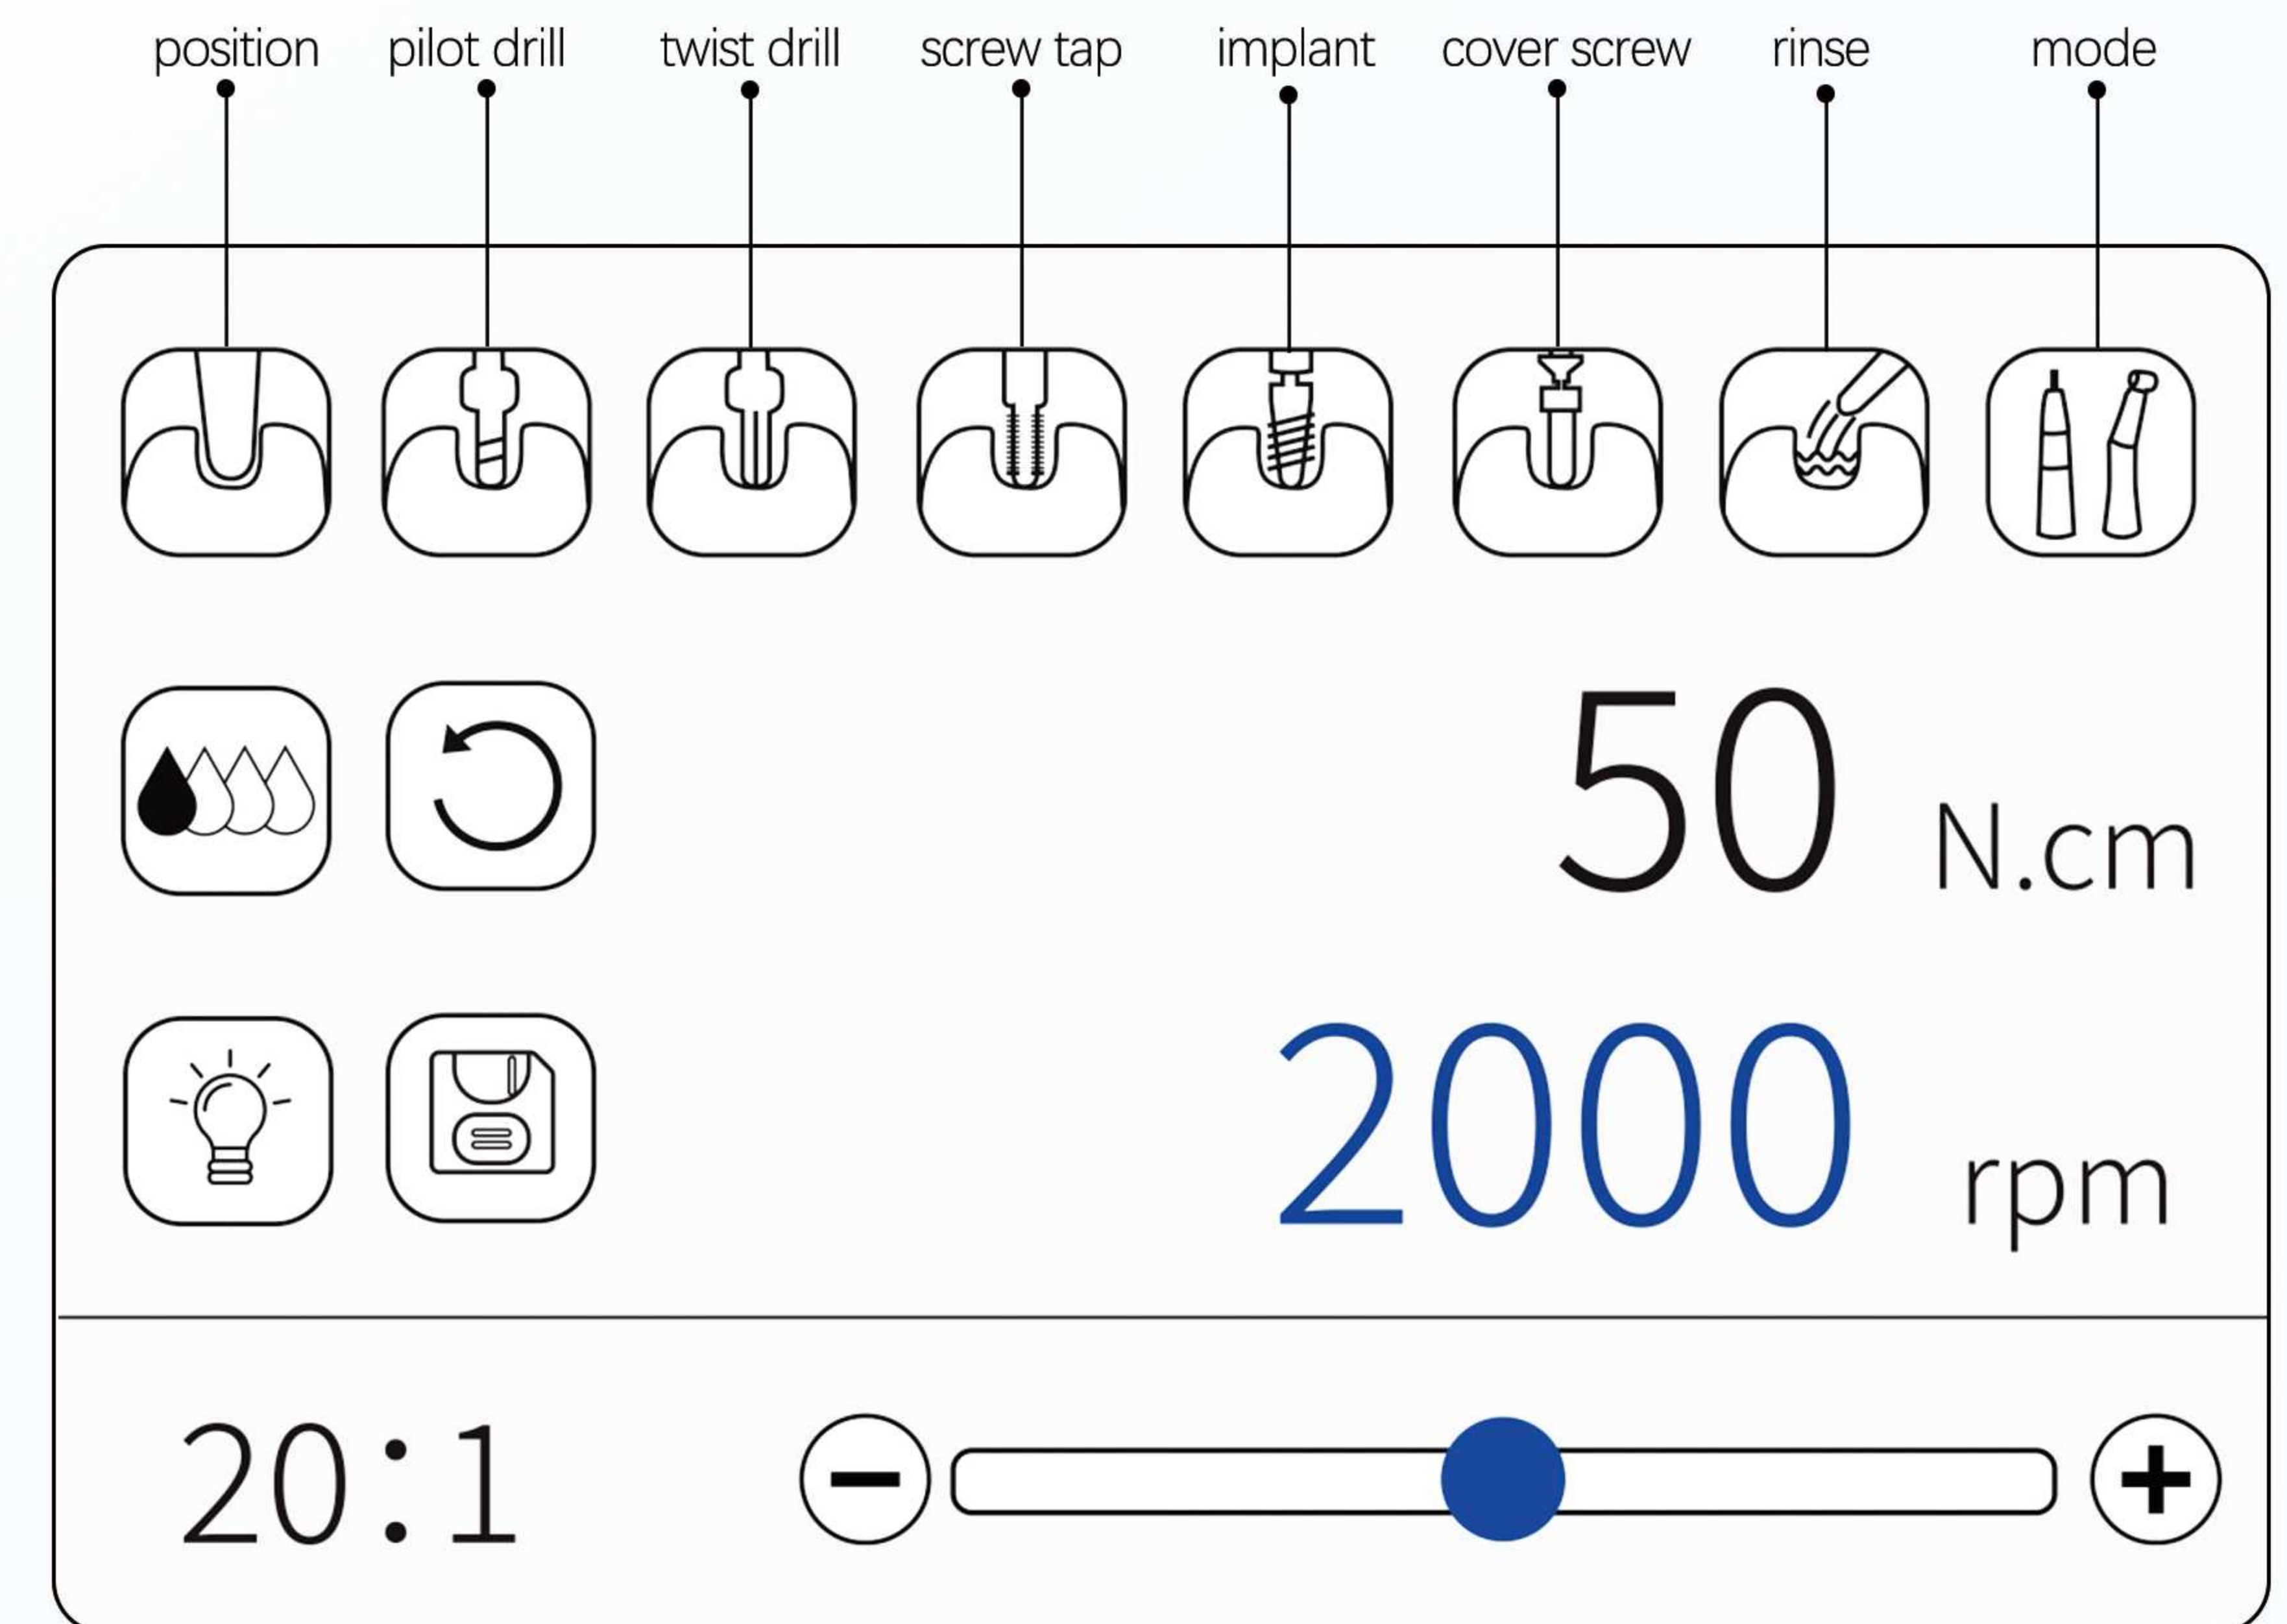 position pilot drill twist drill screw tap implant cover screw rinse mode
50 N.cm
2000 rpm
20:1